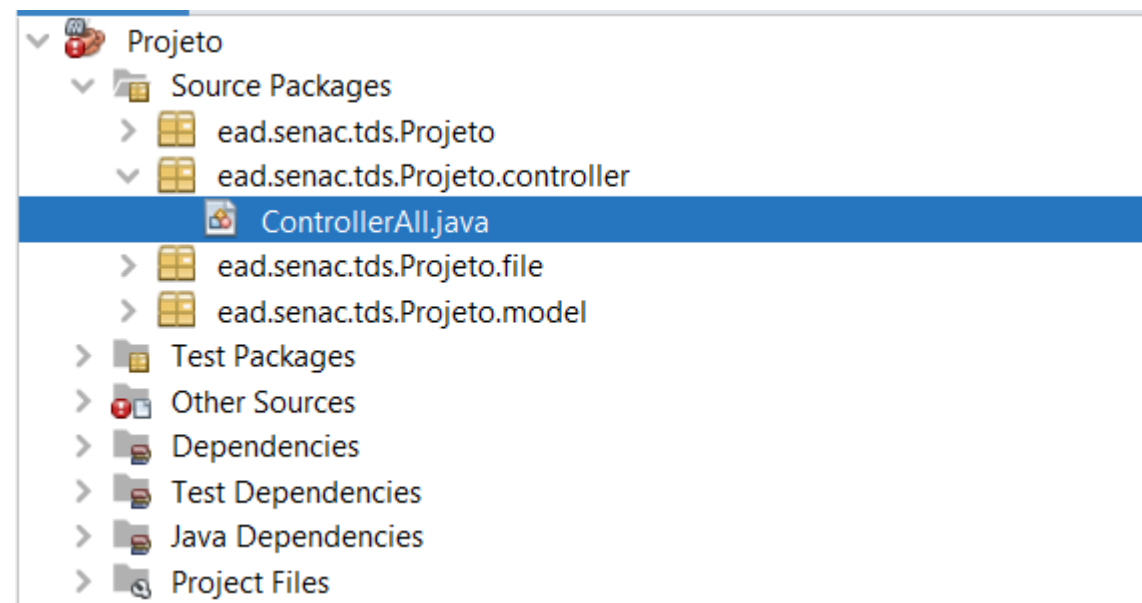 Projeto
Source Packages
ead.senac.tds.Projeto
ead.senac.tds.Projeto.controller
ControllerAll.java
ead.senac.tds.Projeto.file
ead.senac.tds.Projeto.model
Test Packages
Other Sources
Dependencies
Test Dependencies
Java Dependencies
Project Files